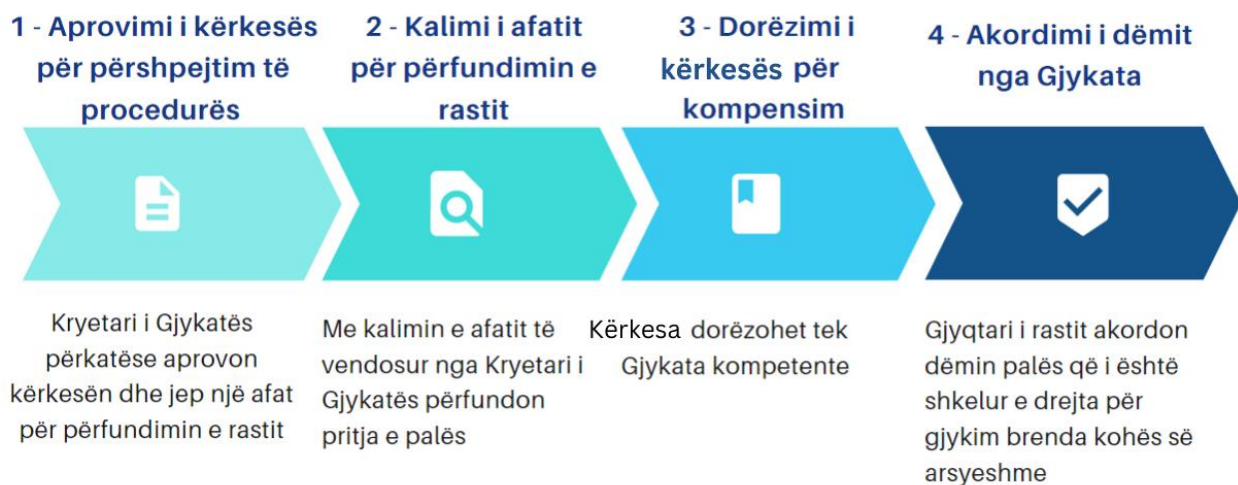 1 - Aprovimi i kërkesës
për përshpejtim të
procedurës
2 - Kalimi i afatit
për përfundimin e
rastit
3 - Dorëzimi i
kërkesës për
kompensim
4 - Akordimi i dëmit
nga Gjykata
Kryetari i Gjykatës
përkatëse aprovon
kërkesën dhe jep një afat
për përfundimin e rastit
Me kalimin e afatit të
vendosur nga Kryetari i
Gjykatës përfundon
pritja e palës
Kërkesa dorëzohet tek
Gjykata kompetente
Gjyqtari i rastit akordon
dëmin palës që i është
shkelur e drejta për
gjykim brenda kohës së
arsyeshme